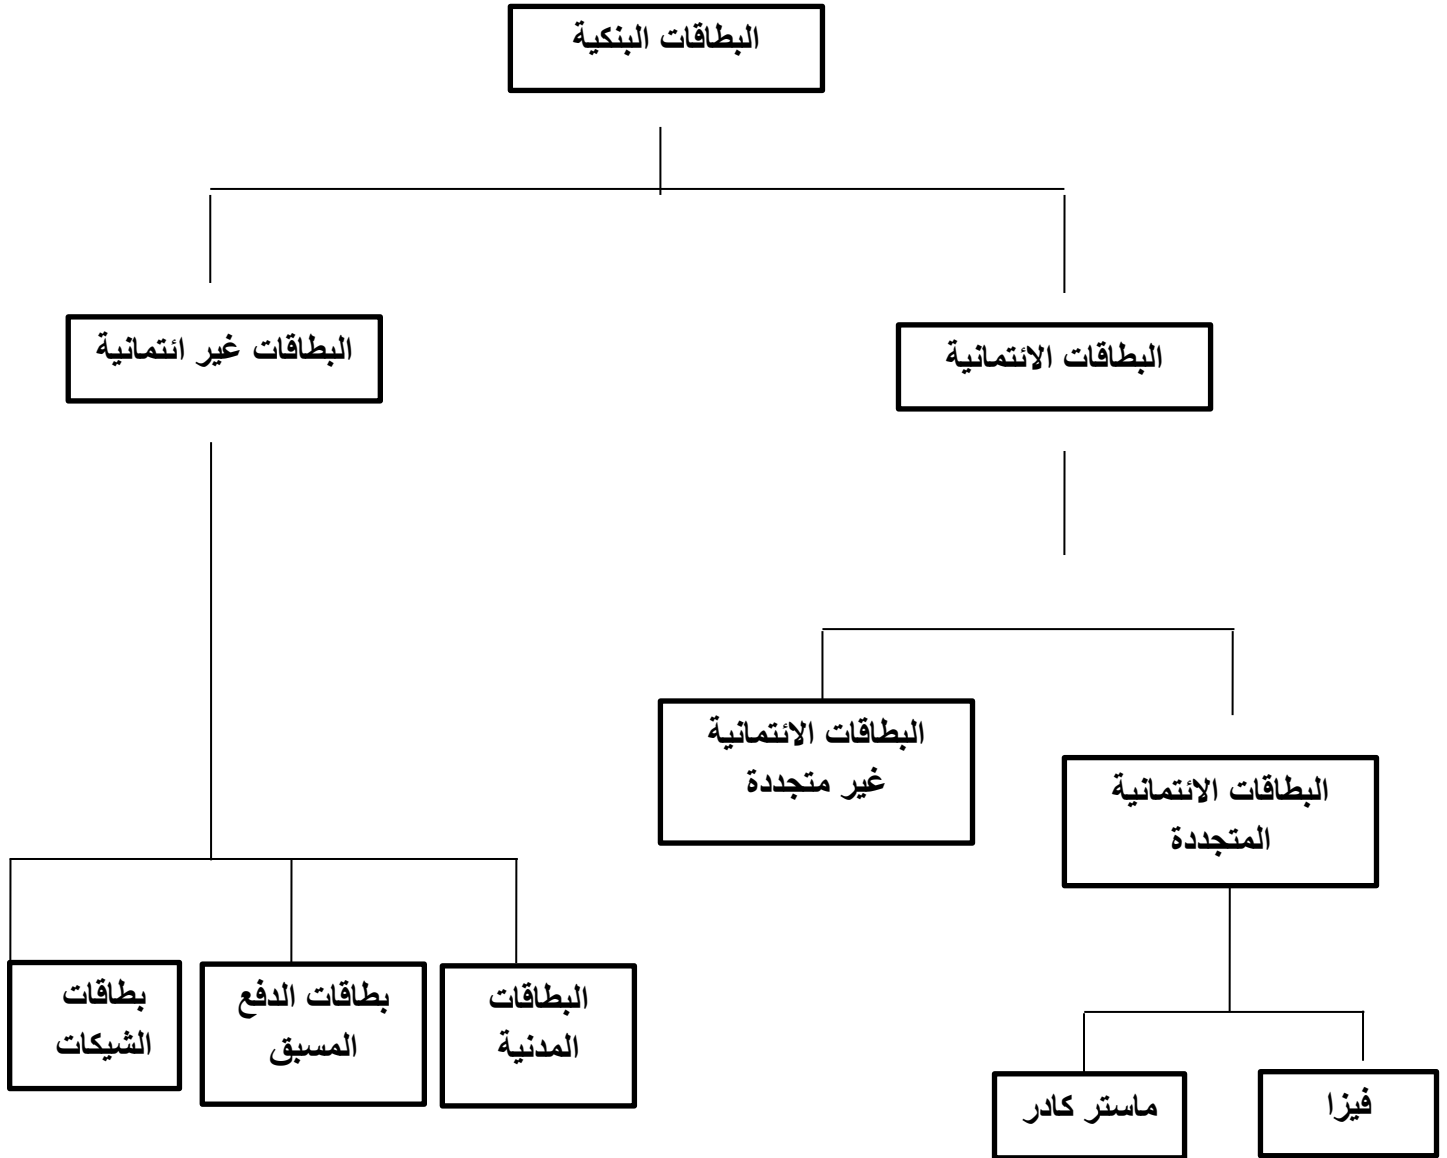 البطاقات البنكية
البطاقات الائتمانية
البطاقات غير ائتمانية
البطاقات الائتمانية
المتجددة
البطاقات الائتمانية
غير متجددة
فيزا
ماستر كادر
البطاقات
المدنية
بطاقات الدفع
المسبق
بطاقات
الشيكات